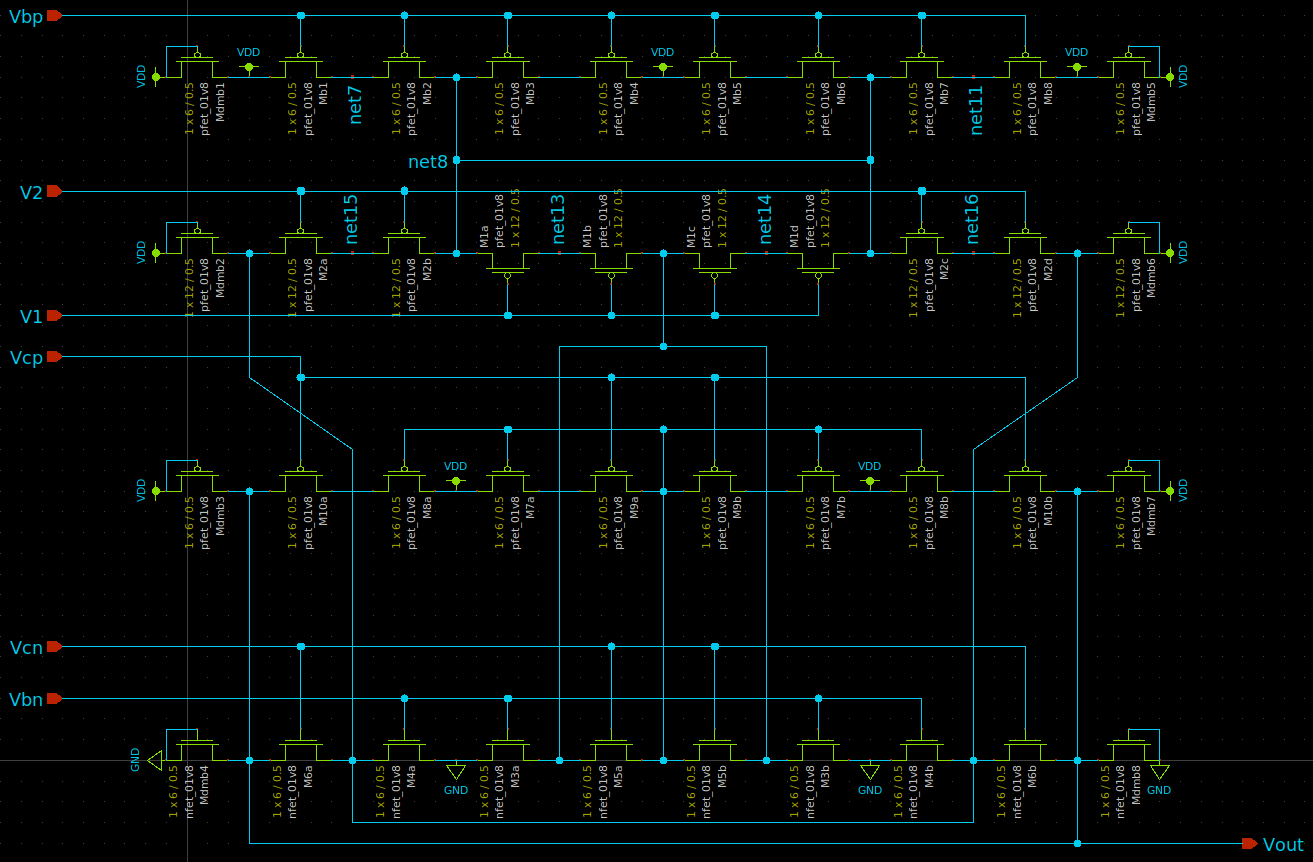 Vbp
VDD
VDD
VDD
VDD
VDD
1 x 6 / 0.5
pfet_01v8
Mdmb1
1 x 6 / 0.5
pfet_01v8
Mb1
net7
1 x 6 / 0.5
pfet_01v8
Mb2
1 x 6 / 0.5
pfet_01v8
Mb3
1 x 6 / 0.5
pfet_01v8
Mb4
1 x 6 / 0.5
pfet_01v8
Mb5
1 x 6 / 0.5
pfet_01v8
Mb6
1 x 6 / 0.5
pfet_01v8
Mb7
net11
1 x 6 / 0.5
pfet_01v8
Mb8
1 x 6 / 0.5
pfet_01v8
Mdmb5
net8
V2
VDD
VDD
1 x 12 / 0.5
pfet_01v8
Mdmb2
1 x 12 / 0.5
pfet_01v8
M2a
net15
1 x 12 / 0.5
pfet_01v8
M2b
M1a
pfet_01v8
1 x 12 / 0.5
net13
M1b
pfet_01v8
1 x 12 / 0.5
M1c
pfet_01v8
1 x 12 / 0.5
net14
M1d
pfet_01v8
1 x 12 / 0.5
1 x 12 / 0.5
pfet_01v8
M2c
net16
1 x 12 / 0.5
pfet_01v8
M2d
1 x 12 / 0.5
pfet_01v8
Mdmb6
V1
Vcp
VDD
VDD
VDD
VDD
1 x 6 / 0.5
pfet_01v8
Mdmb3
1 x 6 / 0.5
pfet_01v8
M10a
1 x 6 / 0.5
pfet_01v8
M8a
1 x 6 / 0.5
pfet_01v8
M7a
1 x 6 / 0.5
pfet_01v8
M9a
1 x 6 / 0.5
pfet_01v8
M9b
1 x 6 / 0.5
pfet_01v8
M7b
1 x 6 / 0.5
pfet_01v8
M8b
1 x 6 / 0.5
pfet_01v8
M10b
1 x 6 / 0.5
pfet_01v8
Mdmb7
Vcn
Vbn
GND
1 x 6 / 0.5
nfet_01v8
Mdmb4
1 x 6 / 0.5
nfet_01v8
M6a
1 x 6 / 0.5
nfet_01v8
M4a
GND
1 x 6 / 0.5
nfet_01v8
M3a
1 x 6 / 0.5
nfet_01v8
M5a
1 x 6 / 0.5
nfet_01v8
M5b
1 x 6 / 0.5
nfet_01v8
M3b
GND
1 x 6 / 0.5
nfet_01v8
M4b
1 x 6 / 0.5
nfet_01v8
M6b
1 x 6 / 0.5
nfet_01v8
Mdmb8
GND
Vout